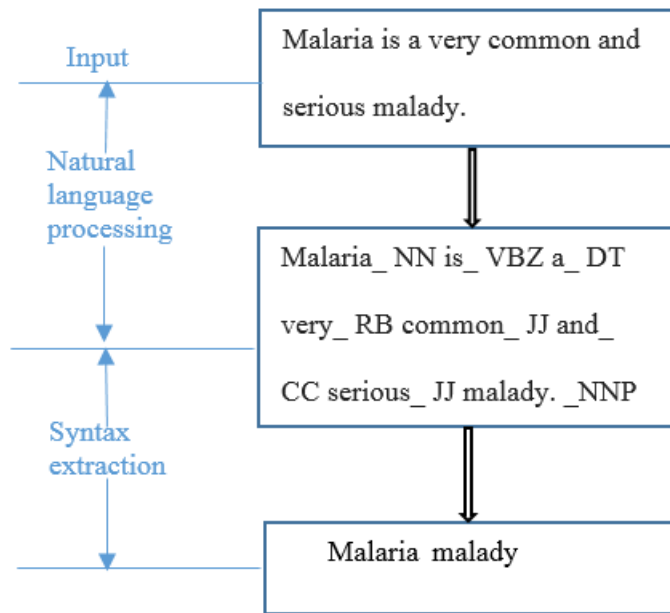 Input
Malaria is a very common and
serious malady.
Natural
language
processing
Malaria_ NN is_ VBZ a_ DT
very_ RB common_ JJ and_
CC serious_ JJ malady. _NNP
Syntax
extraction
Malaria malady